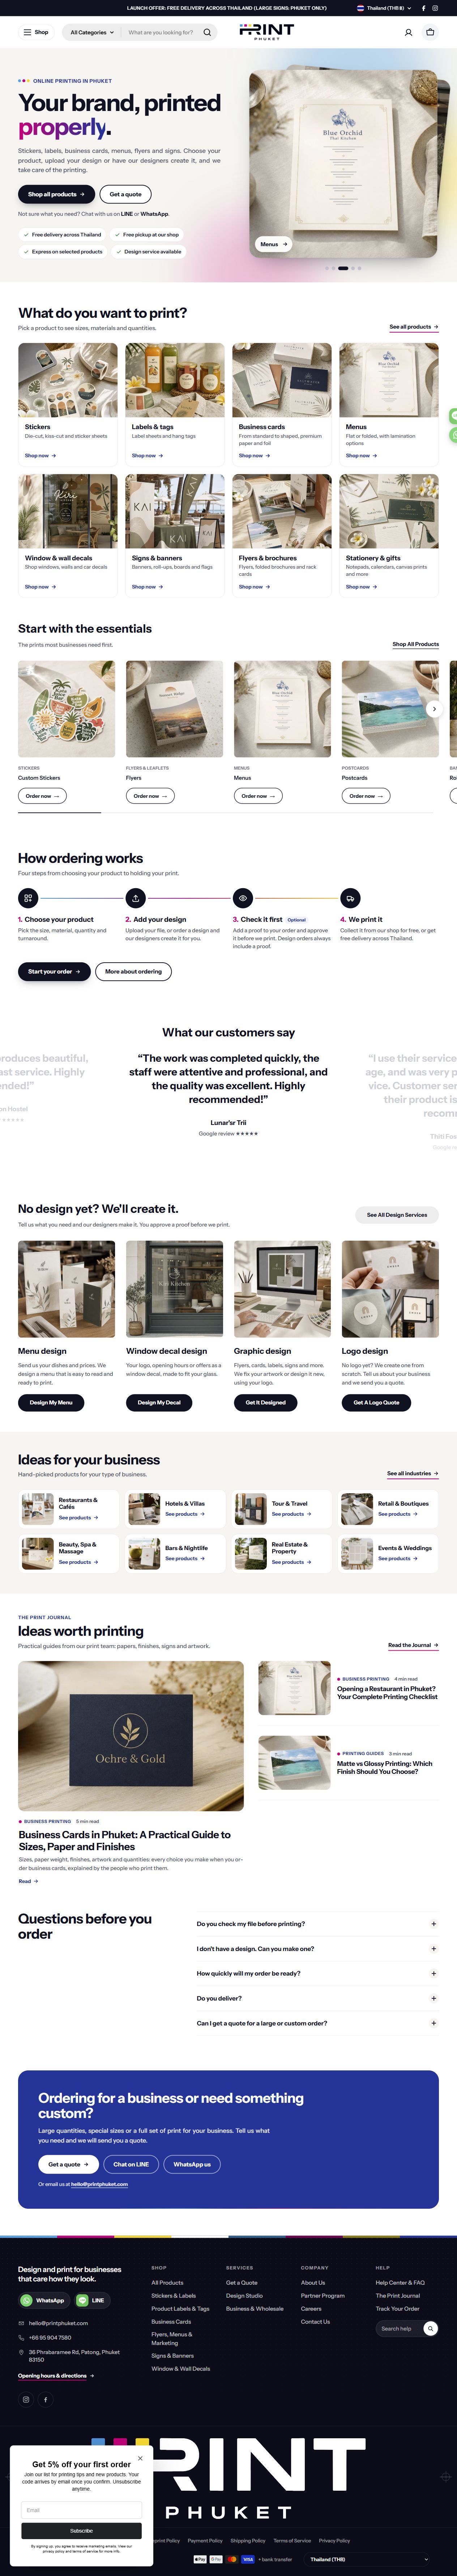 LAUNCH OFFER: FREE DELIVERY ACROSS THAILAND (LARGE SIGNS: PHUKET ONLY)
Thailand (THB ฿)
Shop
All Categories
What are you looking for?
PRINT
PHUKET
ONLINE PRINTING IN PHUKET
Your brand, printed
properly.
Stickers, labels, business cards, menus, flyers and signs. Choose your
product, upload your design or have our designers create it, and we
take care of the printing.
Shop all products →
Get a quote
Not sure what you need? Chat with us on LINE or WhatsApp.
Free delivery across Thailand
Free pickup at our shop
Express on selected products
Design service available
Blue Orchid
Menus →
What do you want to print?
Pick a product to see sizes, materials and quantities.
See all products →
Stickers
Die-cut, kiss-cut and sticker sheets
Shop now →
Labels & tags
Label sheets and hang tags
Shop now →
Business cards
From standard to shaped, premium
paper and foil
Shop now →
Menus
Flat or folded, with lamination
options
Shop now →
Kiri
KAI
KAI
Window & wall decals
Shop windows, walls and car decals
Shop now →
Signs & banners
Banners, roll-ups, boards and flags
Shop now →
Flyers & brochures
Flyers, folded brochures and rack
cards
Shop now →
Stationery & gifts
Notepads, calendars, canvas prints
and more
Shop now →
Start with the essentials
The prints most businesses need first.
Shop All Products
STICKERS
Custom Stickers
Order now →
FLYERS & LEAFLETS
Flyers
Order now →
MENUS
Menus
Order now →
POSTCARDS
Postcards
Order now →
How ordering works
Four steps from choosing your product to holding your print.
1. Choose your product
Pick the size, material, quantity and
turnaround.
2. Add your design
Upload your file, or order a design and
our designers create it for you.
3. Check it first Optional
Add a proof to your order and approve
it before we print. Design orders always
include a proof.
4. We print it
Collect it from our shop for free, or get
free delivery across Thailand.
Start your order →
More about ordering
What our customers say
“The work was completed quickly, the
staff were attentive and professional, and
the quality was excellent. Highly
recommended!”
Lunar'sr Trii
Google review ★★★★★
No design yet? We'll create it.
Tell us what you need and our designers make it. You approve a proof before we print.
See All Design Services
Menu design
Send us your dishes and prices. We
design a menu that is easy to read and
ready to print.
Design My Menu
Window decal design
Your logo, opening hours or offers as a
window decal, made to fit your glass.
Design My Decal
Graphic design
Flyers, cards, labels, signs and more.
We fix your artwork or design it new,
using your logo.
Get It Designed
Logo design
No logo yet? We create one from
scratch. Tell us about your business
and we send you a quote.
Get A Logo Quote
Ideas for your business
Hand-picked products for your type of business.
See all industries →
Restaurants &
Cafés
See products →
Hotels & Villas
See products →
Tour & Travel
See products →
Retail & Boutiques
See products →
Beauty, Spa &
Massage
See products →
Bars & Nightlife
See products →
Real Estate &
Property
See products →
Events & Weddings
See products →
THE PRINT JOURNAL
Ideas worth printing
Practical guides from our print team: papers, finishes, signs and artwork.
Read the Journal →
Ochre & Gold
BUSINESS PRINTING 5 min read
Business Cards in Phuket: A Practical Guide to
Sizes, Paper and Finishes
Sizes, paper weight, finishes, artwork and quantities: every choice you make when you or-
der business cards, explained by the people who print them.
Read →
BUSINESS PRINTING 4 min read
Opening a Restaurant in Phuket?
Your Complete Printing Checklist
PRINTING GUIDES 3 min read
Matte vs Glossy Printing: Which
Finish Should You Choose?
Questions before you
order
Do you check my file before printing?
I don't have a design. Can you make one?
How quickly will my order be ready?
Do you deliver?
Can I get a quote for a large or custom order?
Ordering for a business or need something
custom?
Large quantities, special sizes or a full set of print for your business. Tell us what
you need and we will send you a quote.
Get a quote →
Chat on LINE
WhatsApp us
Or email us at hello@printphuket.com
Design and print for businesses
that care how they look.
WhatsApp
LINE
hello@printphuket.com
+66 95 904 7580
36 Phrabaramee Rd, Patong, Phuket
83150
Opening hours & directions →
SHOP
All Products
Stickers & Labels
Product Labels & Tags
Business Cards
Flyers, Menus &
Marketing
Signs & Banners
Window & Wall Decals
SERVICES
Get a Quote
Design Studio
Business & Wholesale
COMPANY
About Us
Partner Program
Careers
Contact Us
HELP
Help Center & FAQ
The Print Journal
Track Your Order
Search help
PRINT
PHUKET
Get 5% off your first order
Join our list for printing tips and new products. Your
code arrives by email once you confirm. Unsubscribe
anytime.
Email
Subscribe
By signing up, you agree to receive marketing emails. View our
privacy policy and terms of service for more info.
Payment Policy
Shipping Policy
Terms of Service
Privacy Policy
+ bank transfer
Thailand (THB)